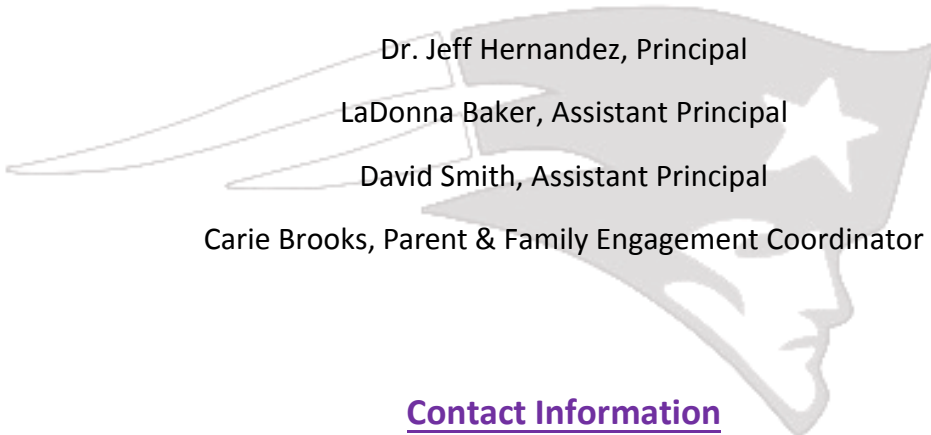 Dr. Jeff Hernandez, Principal
LaDonna Baker, Assistant Principal
David Smith, Assistant Principal
Carie Brooks, Parent & Family Engagement Coordinator
Contact Information